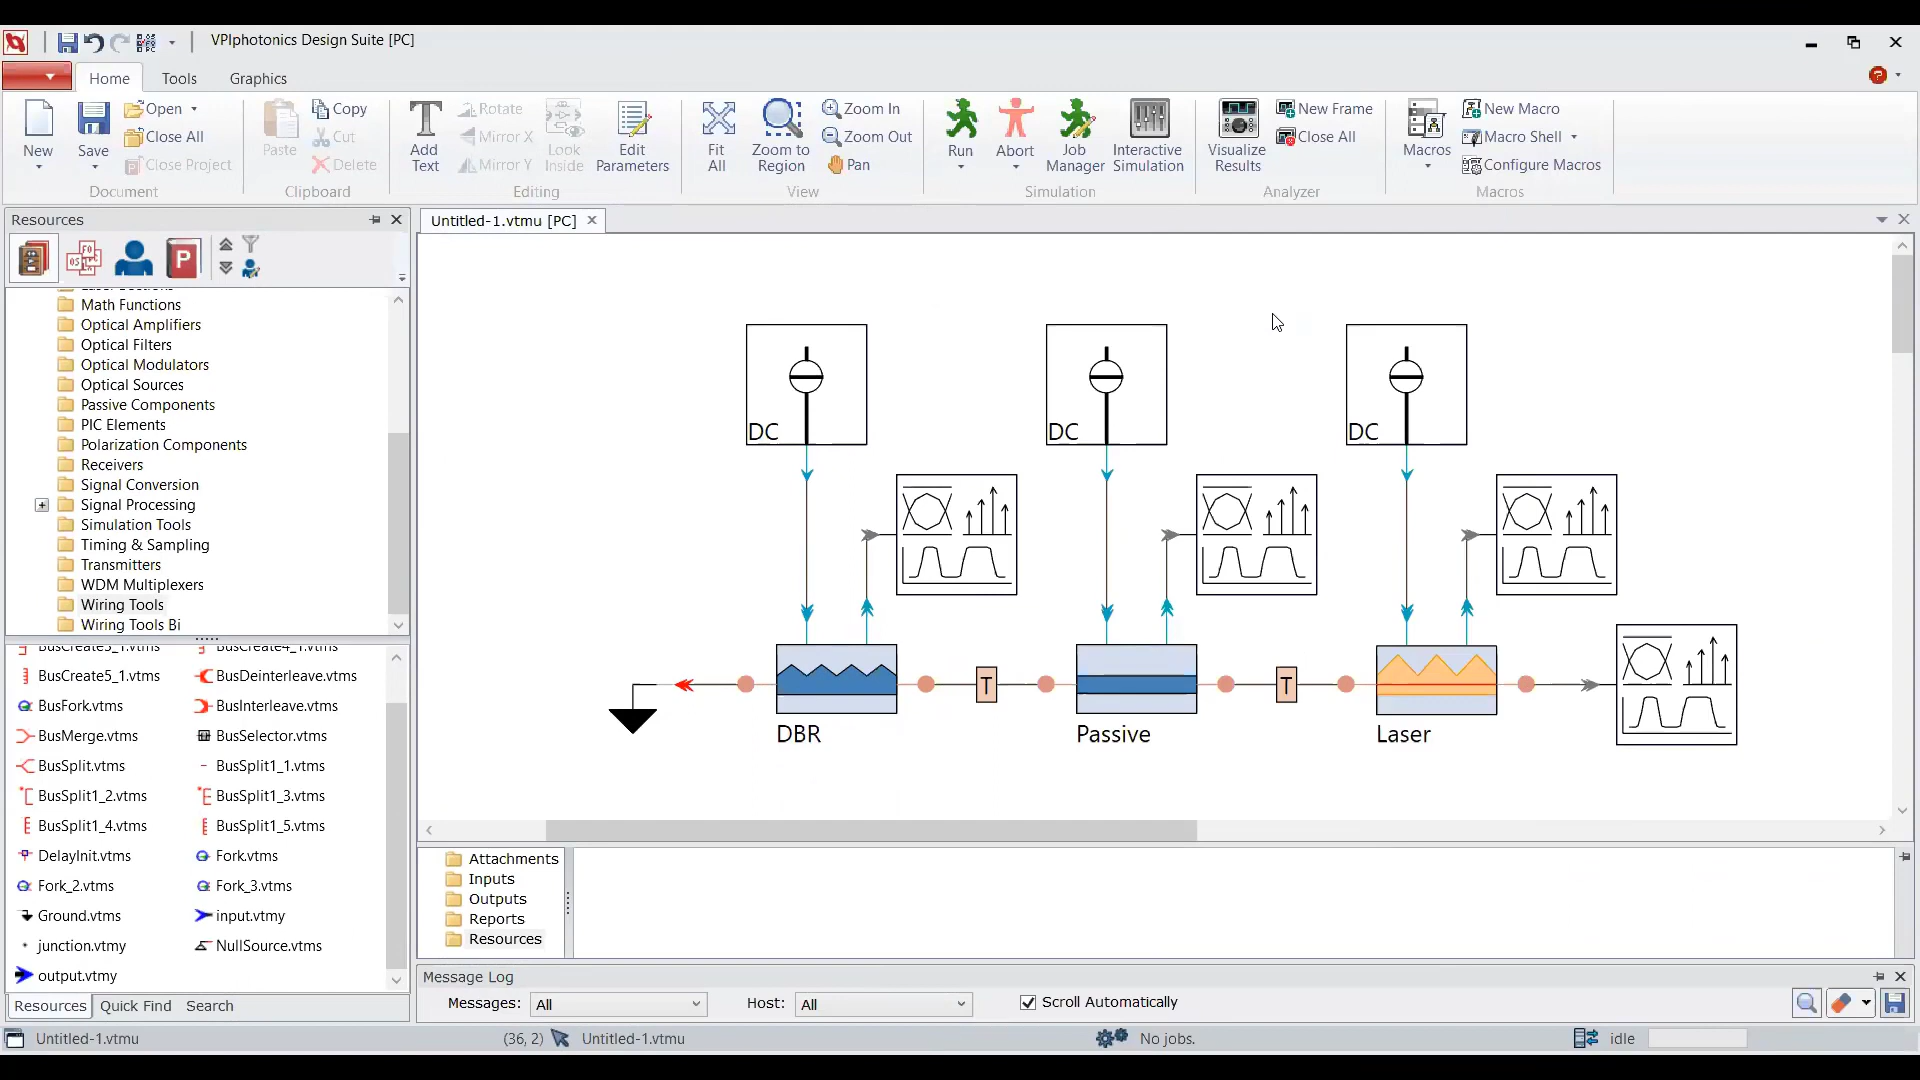 VPIphotonics Design Suite [PC]
Home Tools Graphics
New Save Open Close All Close Project
Document
Paste Copy Cut Delete
Clipboard
Add Text Rotate Mirror X Mirror Y Look Inside Edit Parameters
Editing
Fit All Zoom to Region Zoom In Zoom Out Pan
View
Run Abort Job Manager Interactive Simulation
Simulation
Visualize Results New Frame Close All
Analyzer
Macros New Macro Macro Shell Configure Macros
Macros
Resources
P
Math Functions
Optical Amplifiers
Optical Filters
Optical Modulators
Optical Sources
Passive Components
PIC Elements
Polarization Components
Receivers
Signal Conversion
Signal Processing
Simulation Tools
Timing & Sampling
Transmitters
WDM Multiplexers
Wiring Tools
Wiring Tools Bi
BusCreate5_1.vtms BusDeinterleave.vtms
BusFork.vtms BusInterleave.vtms
BusMerge.vtms BusSelector.vtms
BusSplit.vtms BusSplit1_1.vtms
BusSplit1_2.vtms BusSplit1_3.vtms
BusSplit1_4.vtms BusSplit1_5.vtms
DelayInit.vtms Fork.vtms
Fork_2.vtms Fork_3.vtms
Ground.vtms input.vtmy
junction.vtmy NullSource.vtms
output.vtmy
Resources Quick Find Search
Untitled-1.vtmu [PC]
DC DC DC
T T
DBR Passive Laser
Attachments
Inputs
Outputs
Reports
Resources
Message Log
Messages: All Host: All Scroll Automatically
Untitled-1.vtmu (36, 2) Untitled-1.vtmu No jobs. idle